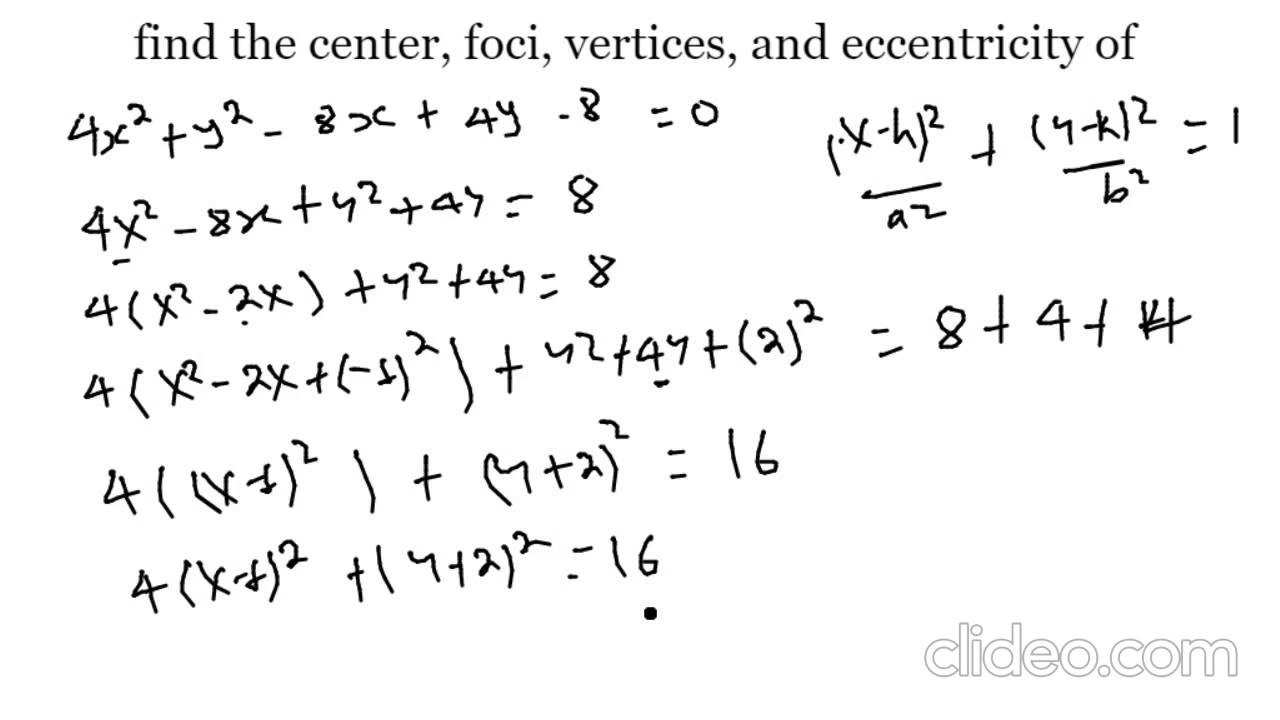 find the center, foci, vertices, and eccentricity of
4x² + y² - 8x + 4y - 8 = 0
(x-h)²/a² + (y-k)²/b² = 1
4x² - 8x + y² + 4y = 8
4(x² - 2x) + y² + 4y = 8
4(x² - 2x + (-1)²) + y² + 4y + (2)² = 8 + 4 + 4
4((x-1)²) + (y+2)² = 16
4(x-1)² + (y+2)² = 16
clideo.com